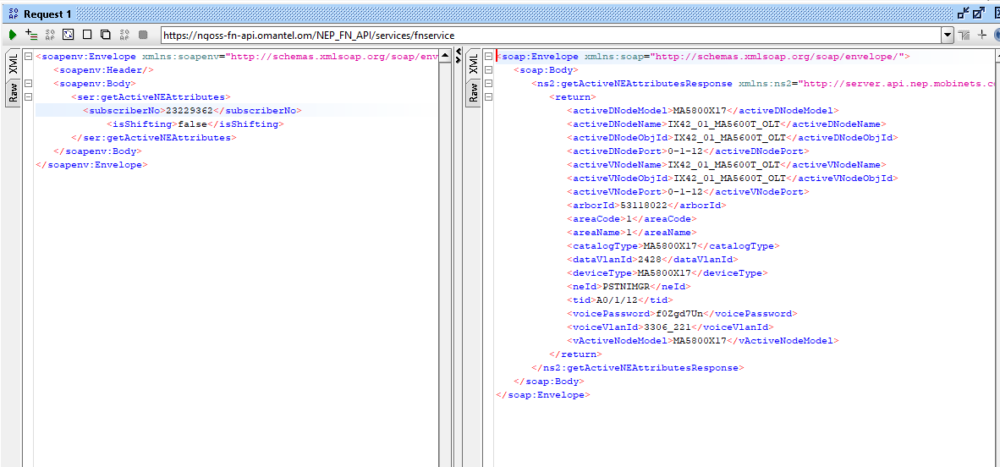 SO AP Request 1
https://nqoss-fn-api.omantel.om/NEP_FN_API/services/fnservice
XML
Raw
<soapenv:Envelope xmlns:soapenv="http://schemas.xmlsoap.org/soap/env
<soapenv:Header/>
<soapenv:Body>
<ser:getActiveNEAttributes>
<subscriberNo>23229362</subscriberNo>
<isShifting>false</isShifting>
</ser:getActiveNEAttributes>
</soapenv:Body>
</soapenv:Envelope>
XML
Raw
<soap:Envelope xmlns:soap="http://schemas.xmlsoap.org/soap/envelope/">
<soap:Body>
<ns2:getActiveNEAttributesResponse xmlns:ns2="http://server.api.nep.mobinets.c
<return>
<activeDNodeModel>MA5800X17</activeDNodeModel>
<activeDNodeName>IX42_01_MA5600T_OLT</activeDNodeName>
<activeDNodeObjId>IX42_01_MA5600T_OLT</activeDNodeObjId>
<activeDNodePort>0-1-12</activeDNodePort>
<activeVNodeName>IX42_01_MA5600T_OLT</activeVNodeName>
<activeVNodeObjId>IX42_01_MA5600T_OLT</activeVNodeObjId>
<activeVNodePort>0-1-12</activeVNodePort>
<arborId>53118022</arborId>
<areaCode>1</areaCode>
<areaName>1</areaName>
<catalogType>MA5800X17</catalogType>
<dataVlanId>2428</dataVlanId>
<deviceType>MA5800X17</deviceType>
<neId>PSTNIMGR</neId>
<tid>A0/1/12</tid>
<voicePassword>f0Zgd7Un</voicePassword>
<voiceVlanId>3306_221</voiceVlanId>
<vActiveNodeModel>MA5800X17</vActiveNodeModel>
</return>
</ns2:getActiveNEAttributesResponse>
</soap:Body>
</soap:Envelope>